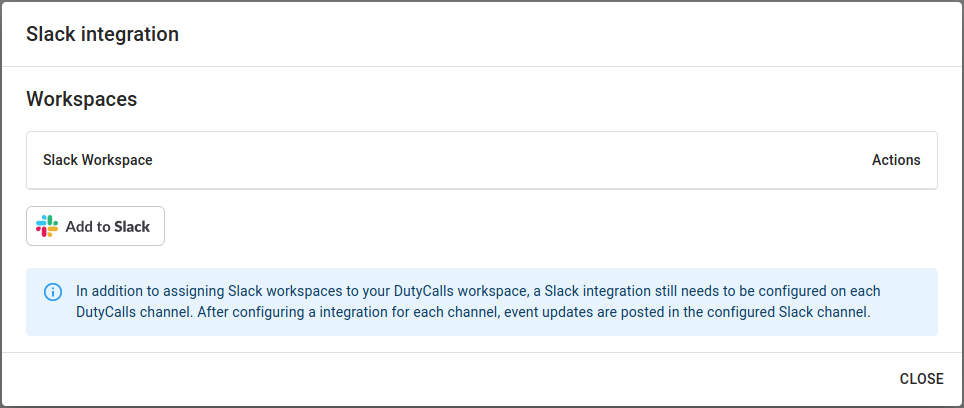 Slack integration
Workspaces
Slack Workspace Actions
Add to Slack
In addition to assigning Slack workspaces to your DutyCalls workspace, a Slack integration still needs to be configured on each
DutyCalls channel. After configuring a integration for each channel, event updates are posted in the configured Slack channel.
CLOSE